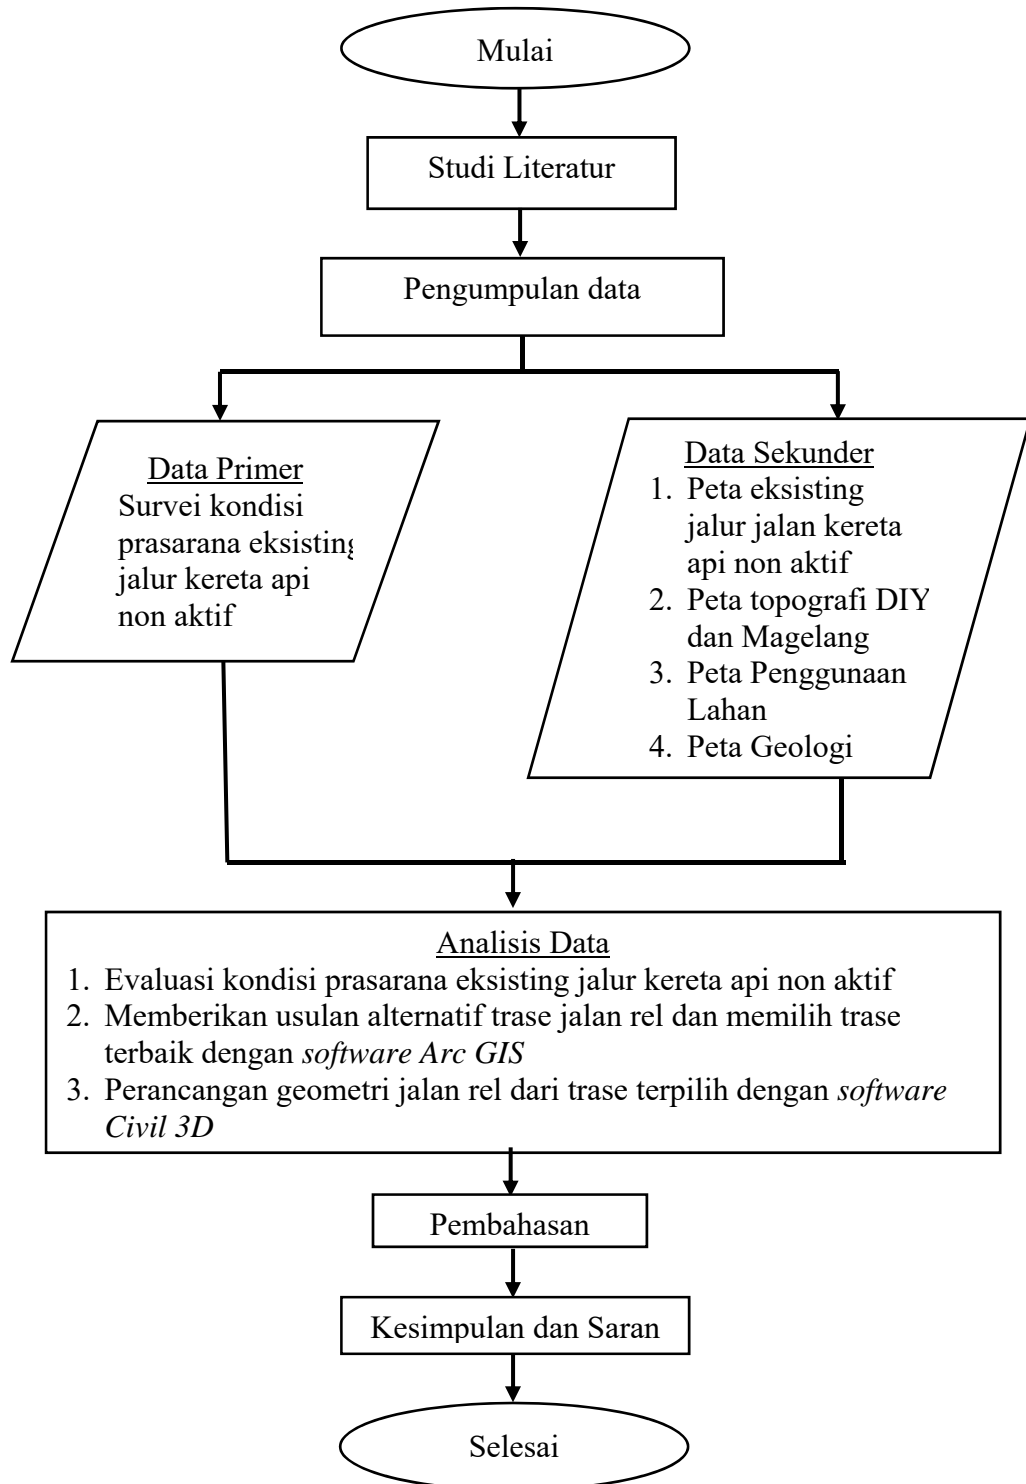 Mulai
Studi Literatur
Pengumpulan data
Data Primer
Survei kondisi
prasarana eksisting
jalur kereta api
non aktif
Data Sekunder
1. Peta eksisting
jalur jalan kereta
api non aktif
2. Peta topografi DIY
dan Magelang
3. Peta Penggunaan
Lahan
4. Peta Geologi
Analisis Data
1. Evaluasi kondisi prasarana eksisting jalur kereta api non aktif
2. Memberikan usulan alternatif trase jalan rel dan memilih trase
terbaik dengan software Arc GIS
3. Perancangan geometri jalan rel dari trase terpilih dengan software
Civil 3D
Pembahasan
Kesimpulan dan Saran
Selesai